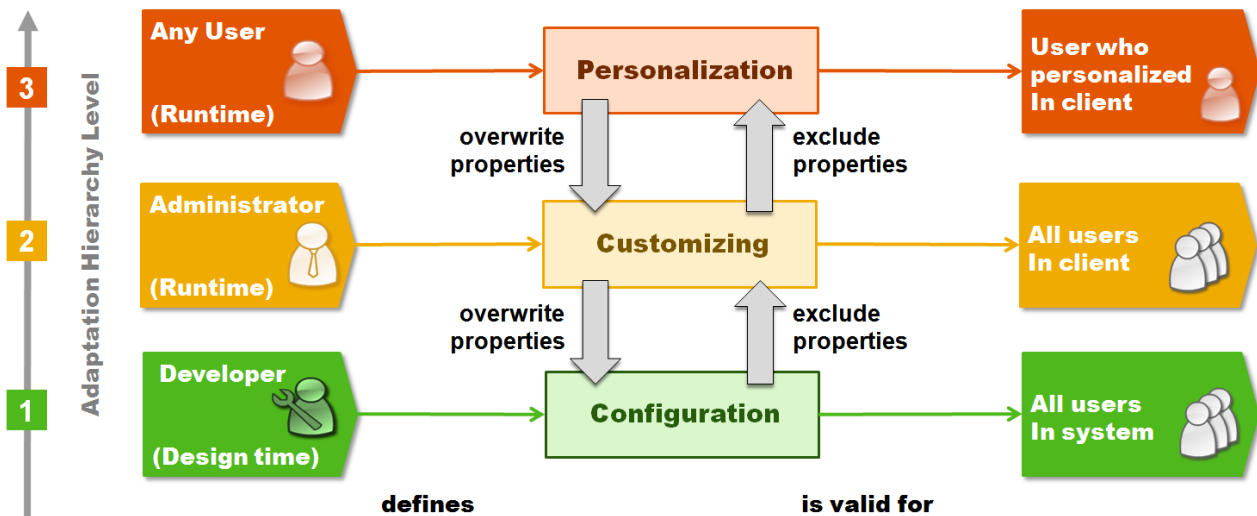 3
2
1
Adaptation Hierarchy Level
Any User
(Runtime)
Personalization
User who
personalized
In client
overwrite
properties
exclude
properties
Administrator
(Runtime)
Customizing
All users
In client
overwrite
properties
exclude
properties
Developer
(Design time)
Configuration
All users
In system
defines
is valid for